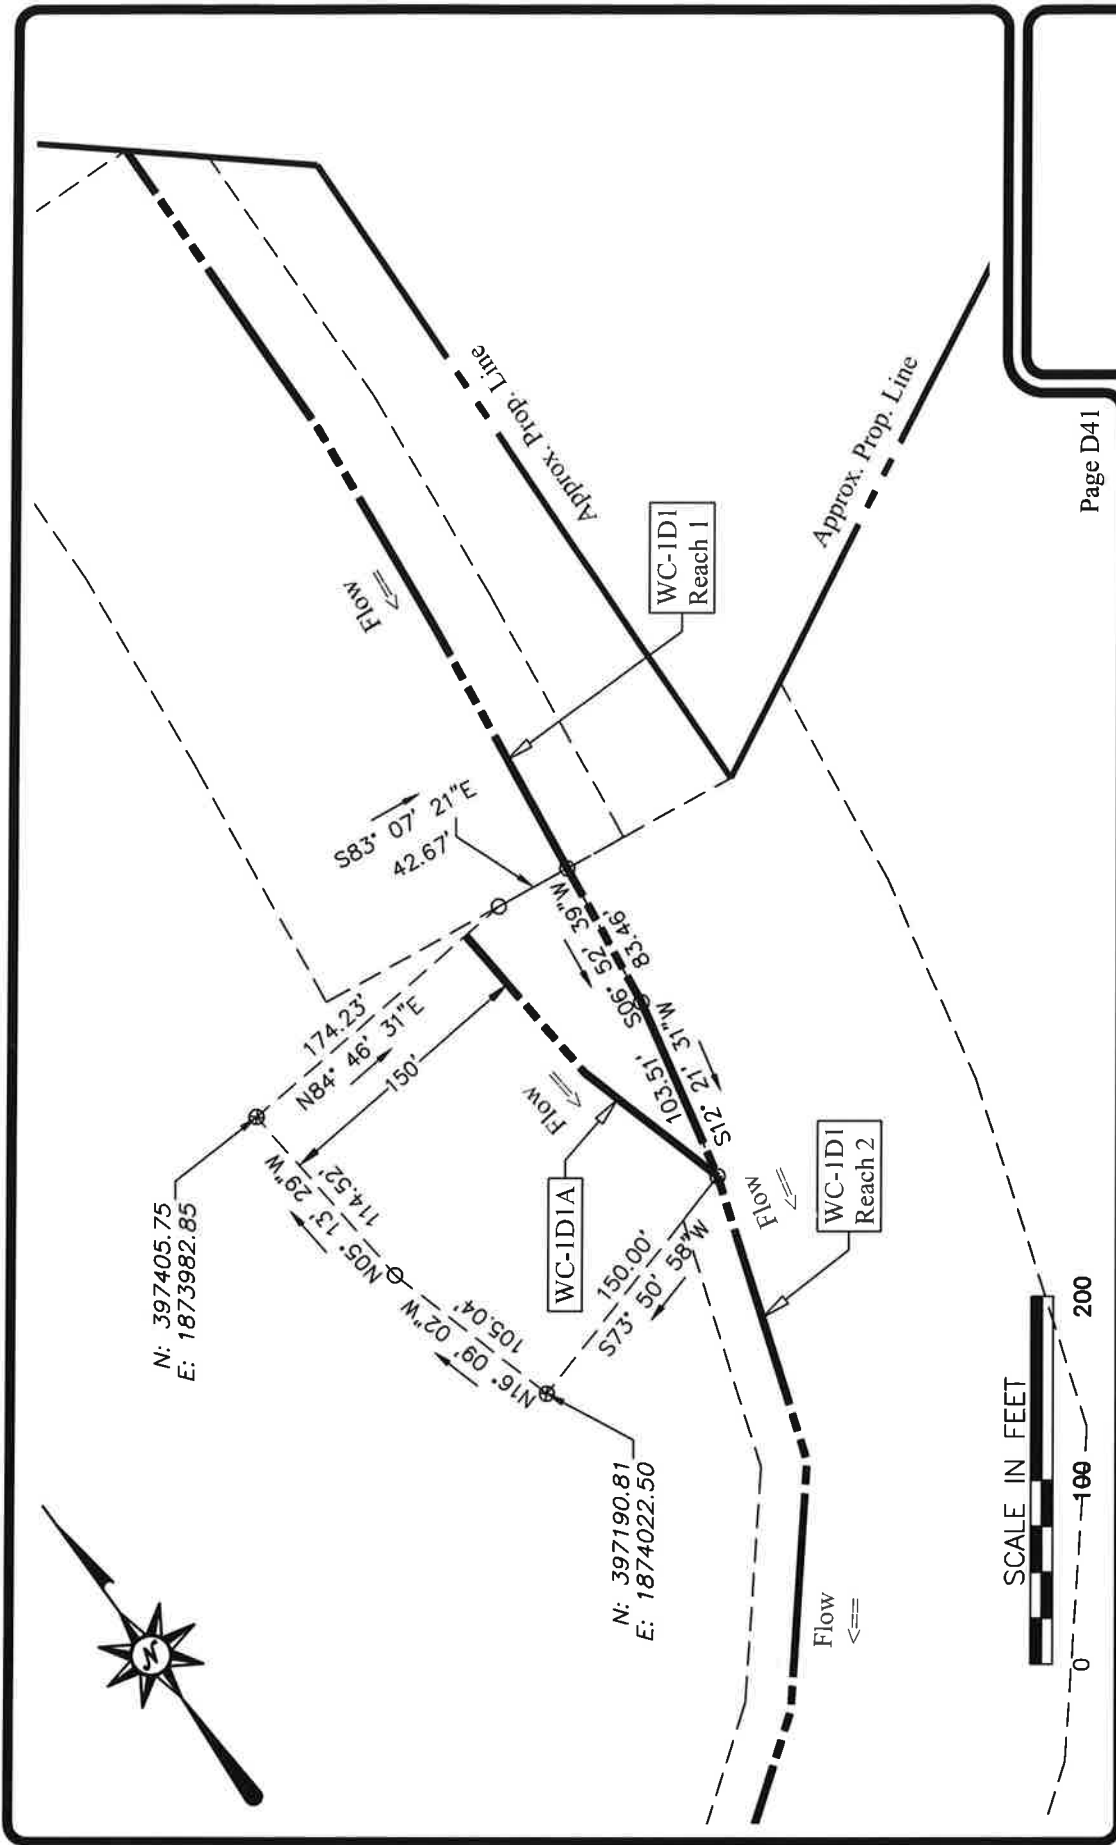 N: 397405.75
E: 1873982.85
N: 397190.81
E: 1874022.50
174.23'
N84° 46' 31"E
150'
N05° 13' 29"W
114.52'
N16° 09' 02"W
105.04'
150.00'
S73° 50' 58"W
S83° 07' 21"E
42.67'
S06° 52' 39"W
83.46'
103.51'
S12° 21' 31"W
Flow
<==
Flow
<==
Flow
<==
Flow
<==
WC-1D1
Reach 1
WC-1D1A
WC-1D1
Reach 2
Approx. Prop. Line
Approx. Prop. Line
N
SCALE IN FEET
0 100 200
Page D41